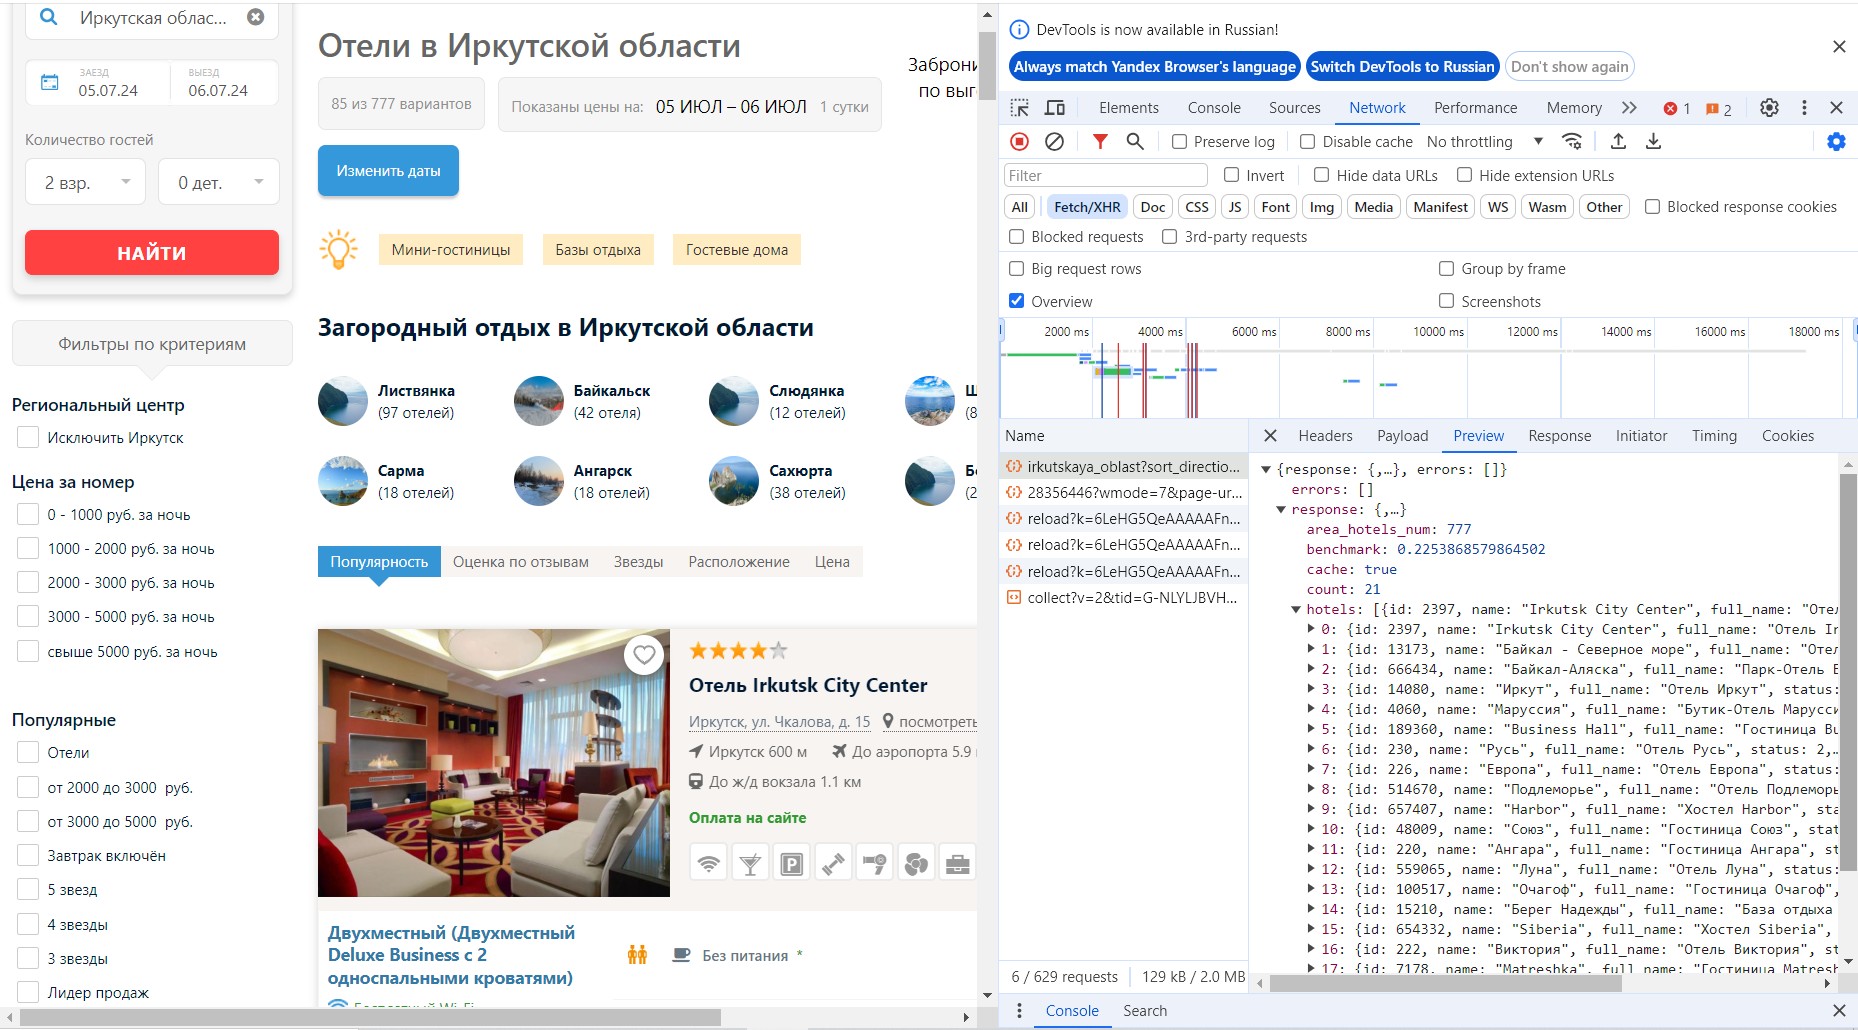 Иркутская облас...
ЗАЕЗД
05.07.24
ВЫЕЗД
06.07.24
Количество гостей
2 взр.
0 дет.
НАЙТИ
Фильтры по критериям
Региональный центр
Исключить Иркутск
Цена за номер
0 - 1000 руб. за ночь
1000 - 2000 руб. за ночь
2000 - 3000 руб. за ночь
3000 - 5000 руб. за ночь
свыше 5000 руб. за ночь
Популярные
Отели
от 2000 до 3000 руб.
от 3000 до 5000 руб.
Завтрак включён
5 звезд
4 звезды
3 звезды
Лидер продаж
Отели в Иркутской области
85 из 777 вариантов
Показаны цены на: 05 ИЮЛ – 06 ИЮЛ 1 сутки
Заброни
по выг
Изменить даты
Мини-гостиницы
Базы отдыха
Гостевые дома
Загородный отдых в Иркутской области
Листвянка
(97 отелей)
Байкальск
(42 отеля)
Слюдянка
(12 отелей)
(8
Сарма
(18 отелей)
Ангарск
(18 отелей)
Сахюрта
(38 отелей)
(2
Популярность
Оценка по отзывам
Звезды
Расположение
Цена
Отель Irkutsk City Center
Иркутск, ул. Чкалова, д. 15 посмотреть
Иркутск 600 м До аэропорта 5.9
До ж/д вокзала 1.1 км
Оплата на сайте
Двухместный (Двухместный
Deluxe Business с 2
односпальными кроватями)
Без питания *
Бесплатный Wi-Fi
DevTools is now available in Russian!
Always match Yandex Browser's language
Switch DevTools to Russian
Don't show again
Elements
Console
Sources
Network
Performance
Memory
1
2
Preserve log
Disable cache
No throttling
Filter
Invert
Hide data URLs
Hide extension URLs
All
Fetch/XHR
Doc
CSS
JS
Font
Img
Media
Manifest
WS
Wasm
Other
Blocked response cookies
Blocked requests
3rd-party requests
Big request rows
Group by frame
Overview
Screenshots
2000 ms
4000 ms
6000 ms
8000 ms
10000 ms
12000 ms
14000 ms
16000 ms
18000 ms
Name
irkutskaya_oblast?sort_directio...
28356446?wmode=7&page-ur...
reload?k=6LeHG5QeAAAAAFn...
reload?k=6LeHG5QeAAAAAFn...
reload?k=6LeHG5QeAAAAAFn...
collect?v=2&tid=G-NLYLJBVH...
6 / 629 requests
129 kB / 2.0 MB
Headers
Payload
Preview
Response
Initiator
Timing
Cookies
{response: {,…}, errors: []}
errors: []
response: {,…}
area_hotels_num: 777
benchmark: 0.2253868579864502
cache: true
count: 21
hotels: [{id: 2397, name: "Irkutsk City Center", full_name: "Оте
0: {id: 2397, name: "Irkutsk City Center", full_name: "Отель Ir
1: {id: 13173, name: "Байкал - Северное море", full_name: "Отел
2: {id: 666434, name: "Байкал-Аляска", full_name: "Парк-Отель Б
3: {id: 14080, name: "Иркут", full_name: "Отель Иркут", status:
4: {id: 4060, name: "Маруссия", full_name: "Бутик-Отель Марусси
5: {id: 189360, name: "Business Hall", full_name: "Гостиница Bu
6: {id: 230, name: "Русь", full_name: "Отель Русь", status: 2,…
7: {id: 226, name: "Европа", full_name: "Отель Европа", status:
8: {id: 514670, name: "Подлеморье", full_name: "Отель Подлеморь
9: {id: 657407, name: "Harbor", full_name: "Хостел Harbor", sta
10: {id: 48009, name: "Союз", full_name: "Гостиница Союз", stat
11: {id: 220, name: "Ангара", full_name: "Гостиница Ангара", st
12: {id: 559065, name: "Луна", full_name: "Отель Луна", status:
13: {id: 100517, name: "Очагоф", full_name: "Гостиница Очагоф",
14: {id: 15210, name: "Берег Надежды", full_name: "База отдыха
15: {id: 654332, name: "Siberia", full_name: "Хостел Siberia",
16: {id: 222, name: "Виктория", full_name: "Отель Виктория", st
17: {id: 7178, name: "Matreshka", full_name: "Гостиница Matresh
Console
Search